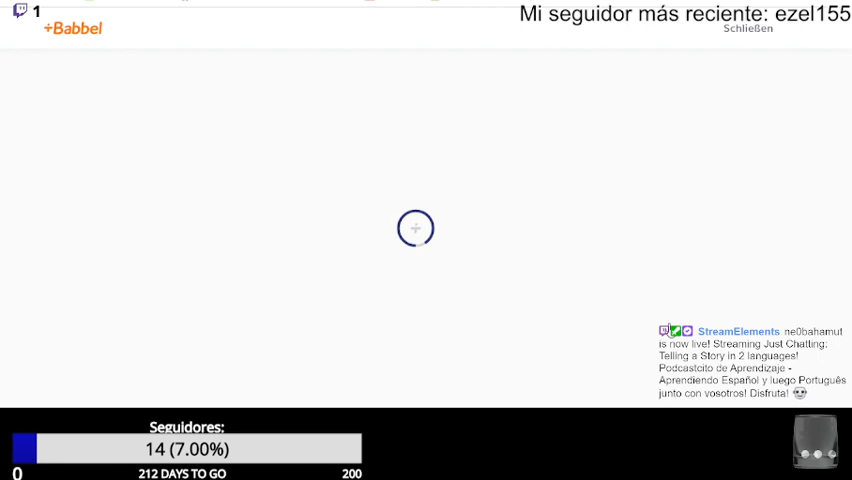 1
Mi seguidor más reciente: ezel155
÷Babbel
Schließen
StreamElements ne0bahamut
is now live! Streaming Just Chatting:
Telling a Story in 2 languages!
Podcastcito de Aprendizaje -
Aprendiendo Español y luego Português
junto con vosotros! Disfruta!
Seguidores:
14 (7.00%)
0
212 DAYS TO GO
200